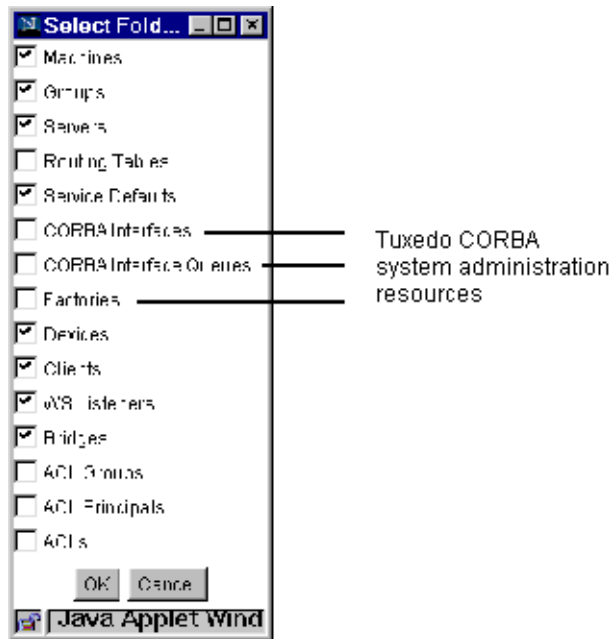 Select Fold...
Machines
Groups
Servers
Routing Tables
Service Defaults
CORBA Interfaces
CORBA Interface Queues
Factories
Tuxedo CORBA
system administration
resources
Devices
Clients
WS Listeners
Bridges
ACL Groups
ACL Principals
ACLs
OK Cancel
Java Applet Wind